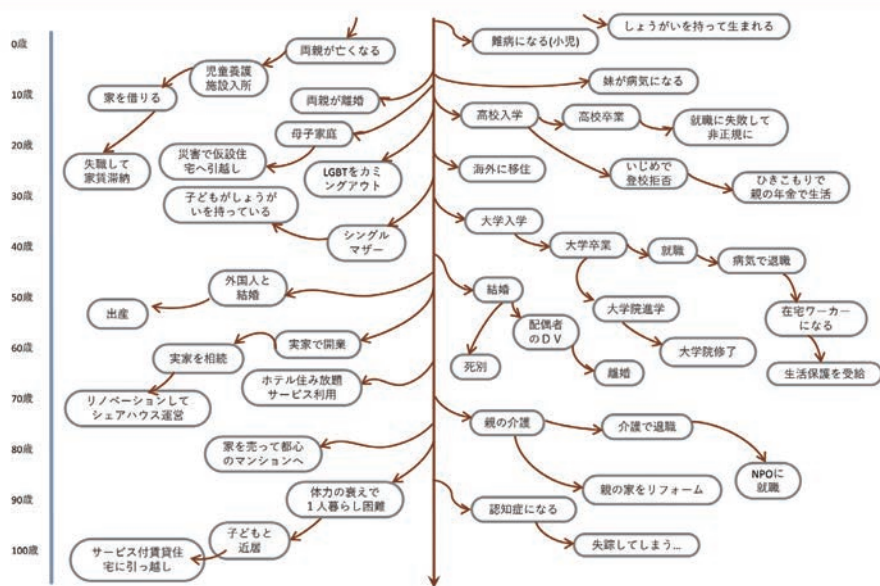 0歳
10歳
20歳
30歳
40歳
50歳
60歳
70歳
80歳
90歳
100歳
両親が亡くなる
児童養護
施設入所
家を借りる
失職して
家賃滞納
両親が離婚
母子家庭
災害で仮設住
宅へ引越し
LGBTをカミ
ングアウト
シングル
マザー
子どもがしょうが
いを持っている
外国人と
結婚
出産
実家で開業
実家を相続
リノベーションして
シェアハウス運営
ホテル住み放題
サービス利用
家を売って都心
のマンションへ
体力の衰えで
1人暮らし困難
子どもと
近居
サービス付賃貸住
宅に引っ越し
しょうがいを持って生まれる
難病になる(小児)
妹が病気になる
高校入学
高校卒業
就職に失敗して
非正規に
いじめで
登校拒否
ひきこもりで
親の年金で生活
海外に移住
大学入学
大学卒業
就職
病気で退職
在宅ワーカー
になる
生活保護を受給
大学院進学
大学院修了
結婚
死別
配偶者
のＤＶ
離婚
親の介護
介護で退職
NPOに
就職
親の家をリフォーム
認知症になる
失踪してしまう…